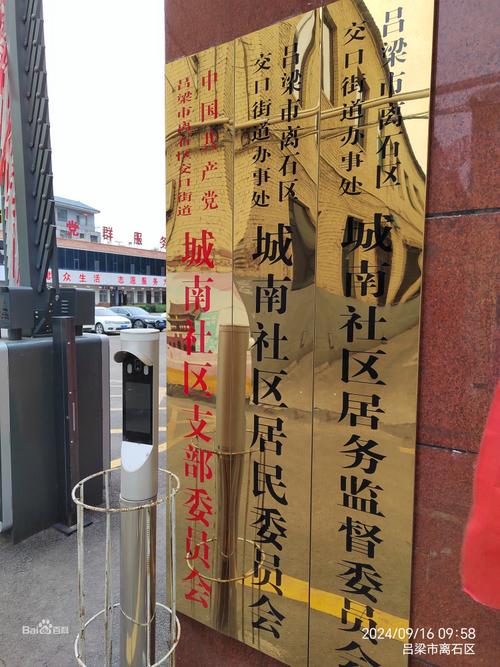 党群服务
众生活 志愿服务
中国共产党
吕梁市离石区交口街道
城南社区支部委员会
吕梁市离石区
交口街道办事处
城南社区居民委员会
吕梁市离石区
交口街道办事处
城南社区居务监督委员会
Bai百科
2024/09/16 09:58
吕梁市离石区